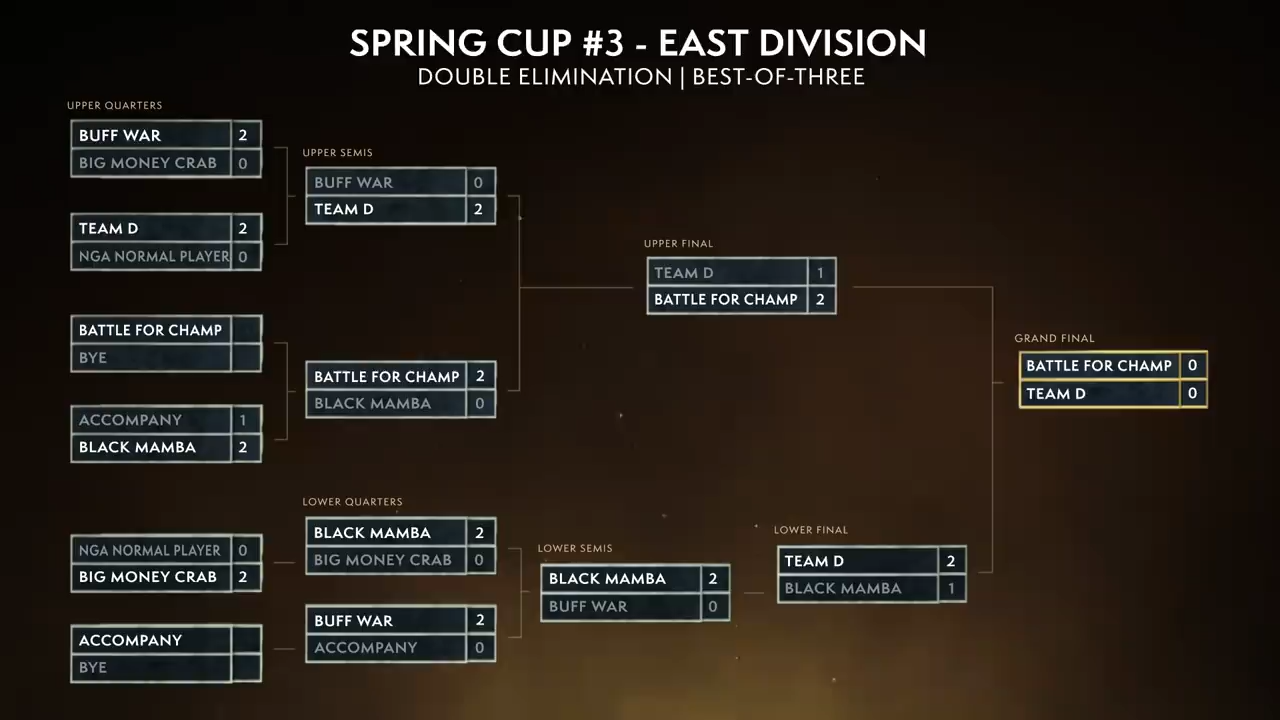 SPRING CUP #3 - EAST DIVISION
DOUBLE ELIMINATION | BEST-OF-THREE
UPPER QUARTERS
BUFF WAR 2
BIG MONEY CRAB 0
TEAM D 2
NGA NORMAL PLAYER 0
BATTLE FOR CHAMP
BYE
ACCOMPANY 1
BLACK MAMBA 2
UPPER SEMIS
BUFF WAR 0
TEAM D 2
BATTLE FOR CHAMP 2
BLACK MAMBA 0
UPPER FINAL
TEAM D 1
BATTLE FOR CHAMP 2
GRAND FINAL
BATTLE FOR CHAMP 0
TEAM D 0
NGA NORMAL PLAYER 0
BIG MONEY CRAB 2
ACCOMPANY
BYE
LOWER QUARTERS
BLACK MAMBA 2
BIG MONEY CRAB 0
BUFF WAR 2
ACCOMPANY 0
LOWER SEMIS
BLACK MAMBA 2
BUFF WAR 0
LOWER FINAL
TEAM D 2
BLACK MAMBA 1